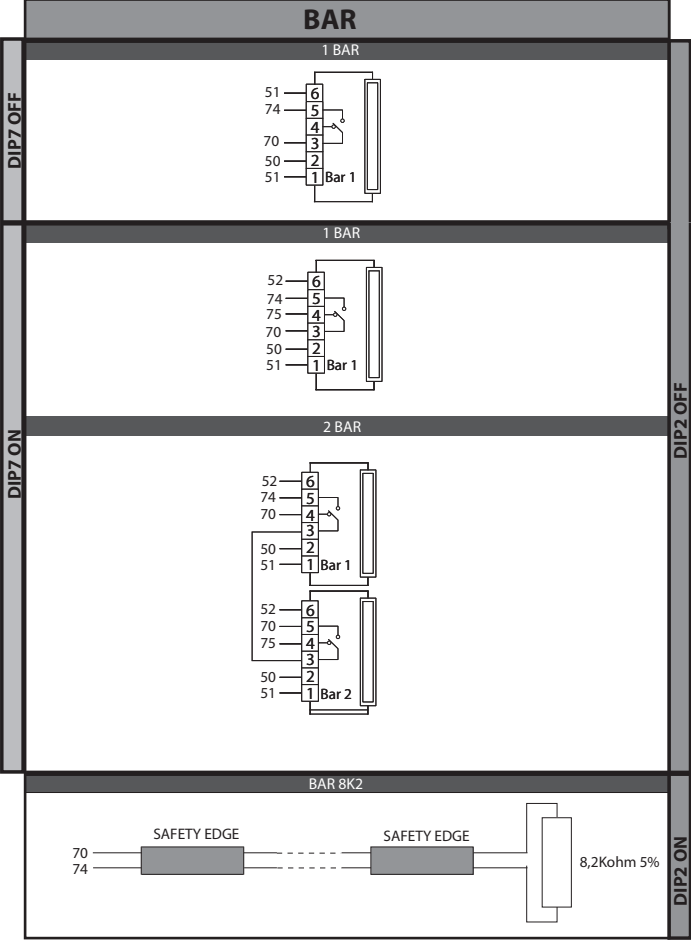 BAR
1 BAR
DIP7 OFF
DIP2 OFF
51 6
74 5
4
70 3
50 2
51 1 Bar 1
1 BAR
DIP7 ON
52 6
74 5
75 4
70 3
50 2
51 1 Bar 1
2 BAR
52 6
74 5
70 4
3
50 2
51 1 Bar 1
52 6
70 5
75 4
3
50 2
51 1 Bar 2
BAR 8K2
DIP2 ON
SAFETY EDGE SAFETY EDGE
70
74
8,2Kohm 5%